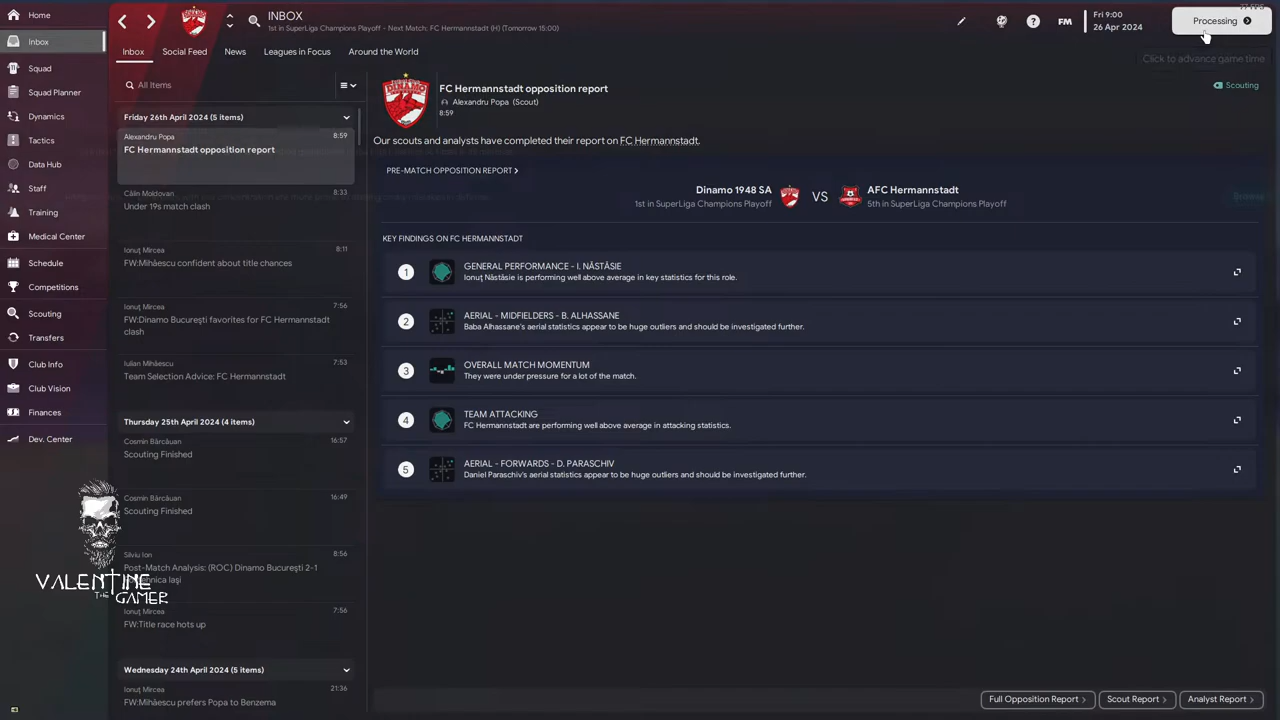 Home
Inbox
Squad
Squad Planner
Dynamics
Tactics
Data Hub
Staff
Training
Medical Center
Schedule
Competitions
Scouting
Transfers
Club Info
Club Vision
Finances
Dev. Center
INBOX
1st in SuperLiga Champions Playoff - Next Match: FC Hermannstadt (H) (Tomorrow 15:00)
FM
Fri 9:00
26 Apr 2024
77 FPS
Processing
Click to advance game time
Inbox
Social Feed
News
Leagues in Focus
Around the World
All Items
Friday 26th April 2024 (5 items)
Alexandru Popa 8:59
FC Hermannstadt opposition report
Călin Moldovan 8:33
Under 19s match clash
Ionuț Mircea 8:11
FW:Mihăescu confident about title chances
Ionuț Mircea 7:56
FW:Dinamo București favorites for FC Hermannstadt
clash
Iulian Mihăescu 7:53
Team Selection Advice: FC Hermannstadt
Thursday 25th April 2024 (4 items)
Cosmin Bărcăuan 16:57
Scouting Finished
Cosmin Bărcăuan 16:49
Scouting Finished
Silviu Ion 8:56
Post-Match Analysis: (ROC) Dinamo București 2-1
Iași
Ionuț Mircea 7:56
FW:Title race hots up
Wednesday 24th April 2024 (5 items)
Ionuț Mircea 21:36
FW:Mihăescu prefers Popa to Benzema
VALENTINE
THE GAMER
DINAMO
FC Hermannstadt opposition report
Alexandru Popa (Scout)
8:59
Scouting
Our scouts and analysts have completed their report on FC Hermannstadt.
PRE-MATCH OPPOSITION REPORT
Dinamo 1948 SA
1st in SuperLiga Champions Playoff
VS
AFC Hermannstadt
5th in SuperLiga Champions Playoff
KEY FINDINGS ON FC HERMANNSTADT
1
GENERAL PERFORMANCE - I. NĂSTĂSIE
Ionuț Năstăsie is performing well above average in key statistics for this role.
2
AERIAL - MIDFIELDERS - B. ALHASSANE
Baba Alhassane's aerial statistics appear to be huge outliers and should be investigated further.
3
OVERALL MATCH MOMENTUM
They were under pressure for a lot of the match.
4
TEAM ATTACKING
FC Hermannstadt are performing well above average in attacking statistics.
5
AERIAL - FORWARDS - D. PARASCHIV
Daniel Paraschiv's aerial statistics appear to be huge outliers and should be investigated further.
Full Opposition Report
Scout Report
Analyst Report